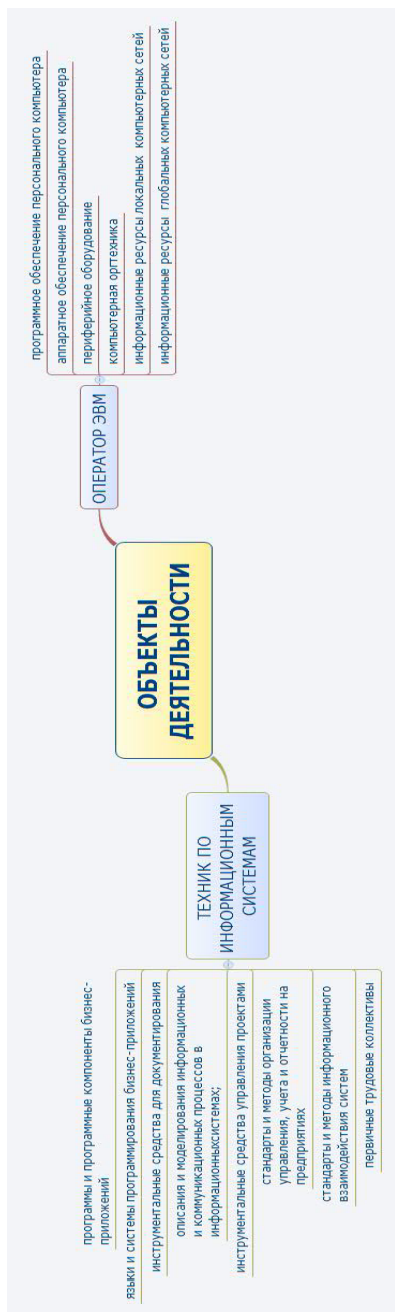 ОБЪЕКТЫ
ДЕЯТЕЛЬНОСТИ
ОПЕРАТОР ЭВМ
программное обеспечение персонального компьютера
аппаратное обеспечение персонального компьютера
периферийное оборудование
компьютерная оргтехника
информационные ресурсы локальных компьютерных сетей
информационные ресурсы глобальных компьютерных сетей
ТЕХНИК ПО
ИНФОРМАЦИОННЫМ
СИСТЕМАМ
программы и программные компоненты бизнес-
приложений
языки и системы программирования бизнес-приложений
инструментальные средства для документирования
описания и моделирования информационных
и коммуникационных процессов в
информационныхсистемах;
инструментальные средства управления проектами
стандарты и методы организации
управления, учета и отчетности на
предприятиях
стандарты и методы информационного
взаимодействия систем
первичные трудовые коллективы